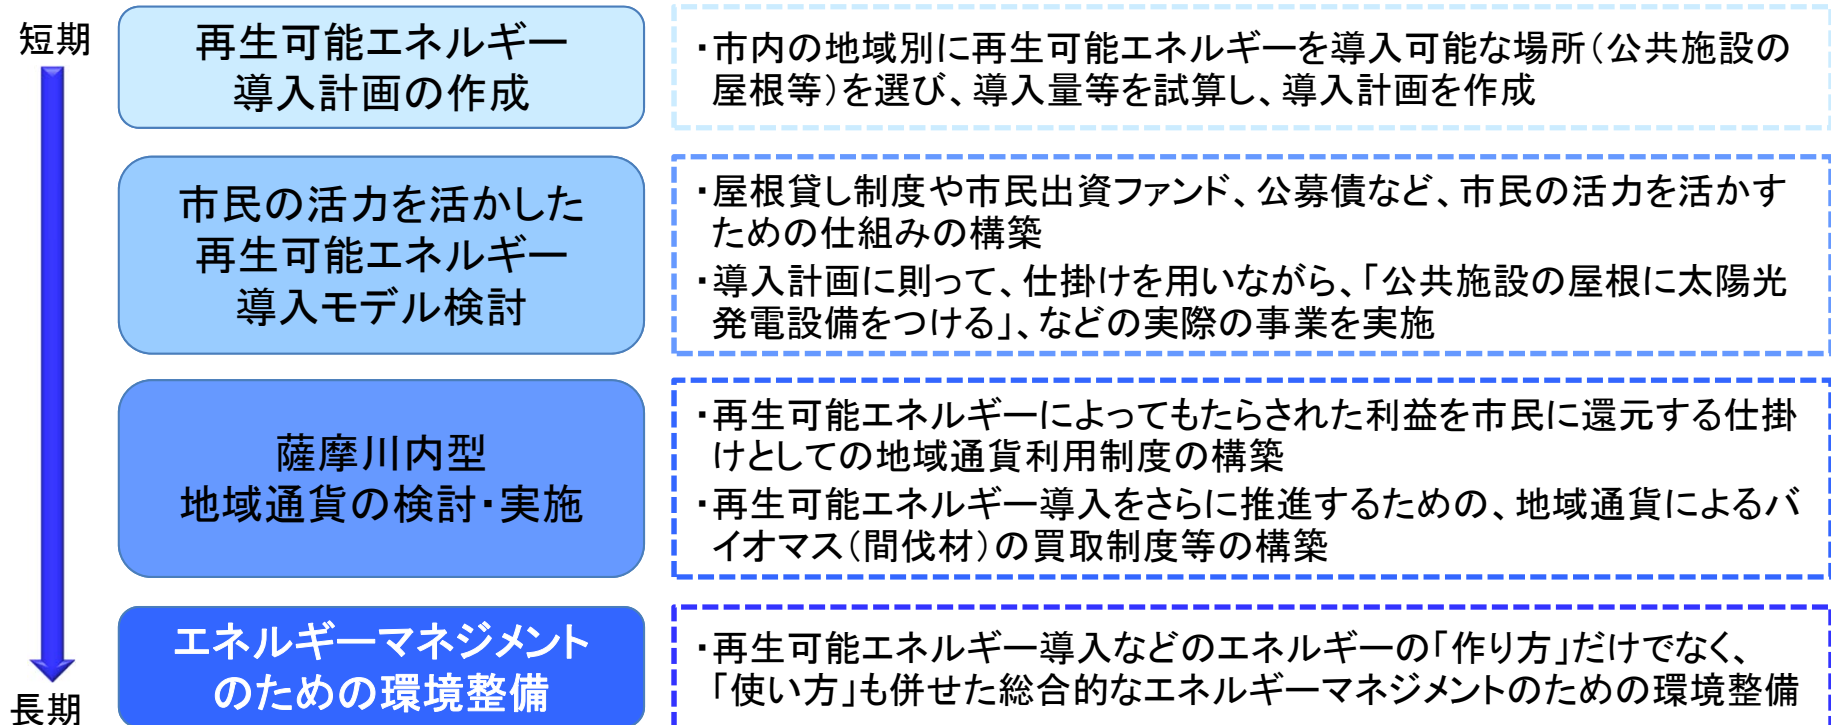 短期
再生可能エネルギー
導入計画の作成
・市内の地域別に再生可能エネルギーを導入可能な場所(公共施設の
屋根等)を選び、導入量等を試算し、導入計画を作成
市民の活力を活かした
再生可能エネルギー
導入モデル検討
・屋根貸し制度や市民出資ファンド、公募債など、市民の活力を活かす
ための仕組みの構築
・導入計画に則って、仕掛けを用いながら、「公共施設の屋根に太陽光
発電設備をつける」、などの実際の事業を実施
薩摩川内型
地域通貨の検討・実施
・再生可能エネルギーによってもたらされた利益を市民に還元する仕掛
けとしての地域通貨利用制度の構築
・再生可能エネルギー導入をさらに推進するための、地域通貨によるバ
イオマス(間伐材)の買取制度等の構築
エネルギーマネジメント
のための環境整備
・再生可能エネルギー導入などのエネルギーの「作り方」だけでなく、
「使い方」も併せた総合的なエネルギーマネジメントのための環境整備
長期